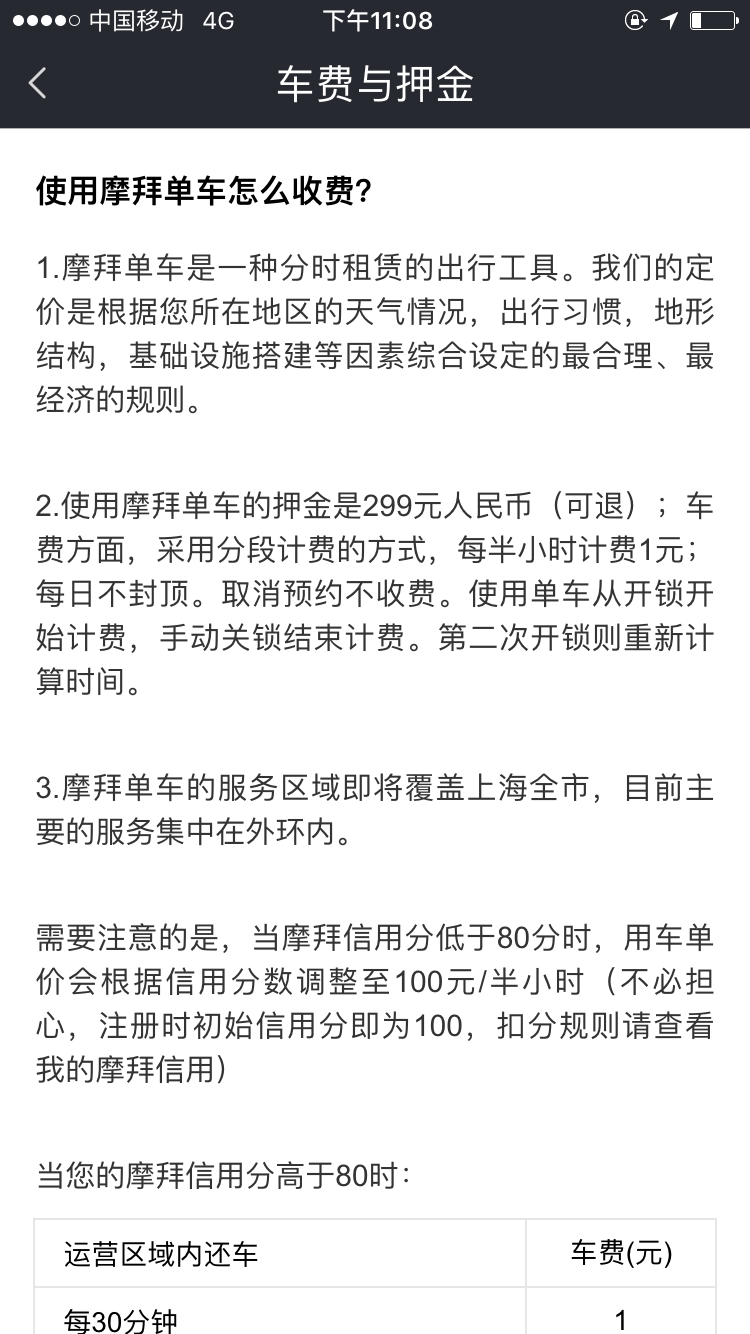 中国移动 4G 下午11:08
车费与押金
使用摩拜单车怎么收费?
1.摩拜单车是一种分时租赁的出行工具。我们的定
价是根据您所在地区的天气情况，出行习惯，地形
结构，基础设施搭建等因素综合设定的最合理、最
经济的规则。
2.使用摩拜单车的押金是299元人民币（可退）；车
费方面，采用分段计费的方式，每半小时计费1元；
每日不封顶。取消预约不收费。使用单车从开锁开
始计费，手动关锁结束计费。第二次开锁则重新计
算时间。
3.摩拜单车的服务区域即将覆盖上海全市，目前主
要的服务集中在外环内。
需要注意的是，当摩拜信用分低于80分时，用车单
价会根据信用分数调整至100元/半小时（不必担
心，注册时初始信用分即为100，扣分规则请查看
我的摩拜信用）
当您的摩拜信用分高于80时：
运营区域内还车 车费(元)
每30分钟 1